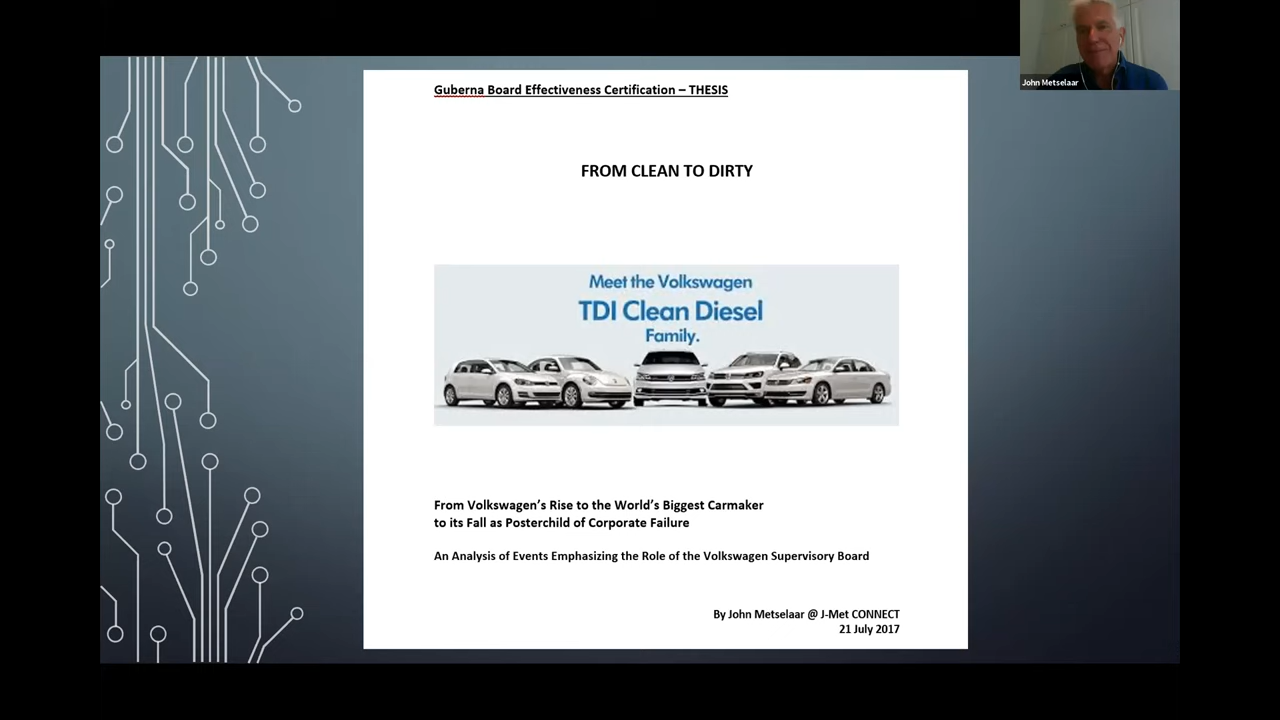 Guberna Board Effectiveness Certification – THESIS
FROM CLEAN TO DIRTY
Meet the Volkswagen
TDI Clean Diesel
Family.
From Volkswagen's Rise to the World's Biggest Carmaker
to its Fall as Posterchild of Corporate Failure
An Analysis of Events Emphasizing the Role of the Volkswagen Supervisory Board
By John Metselaar @ J-Met CONNECT
21 July 2017
John Metselaar